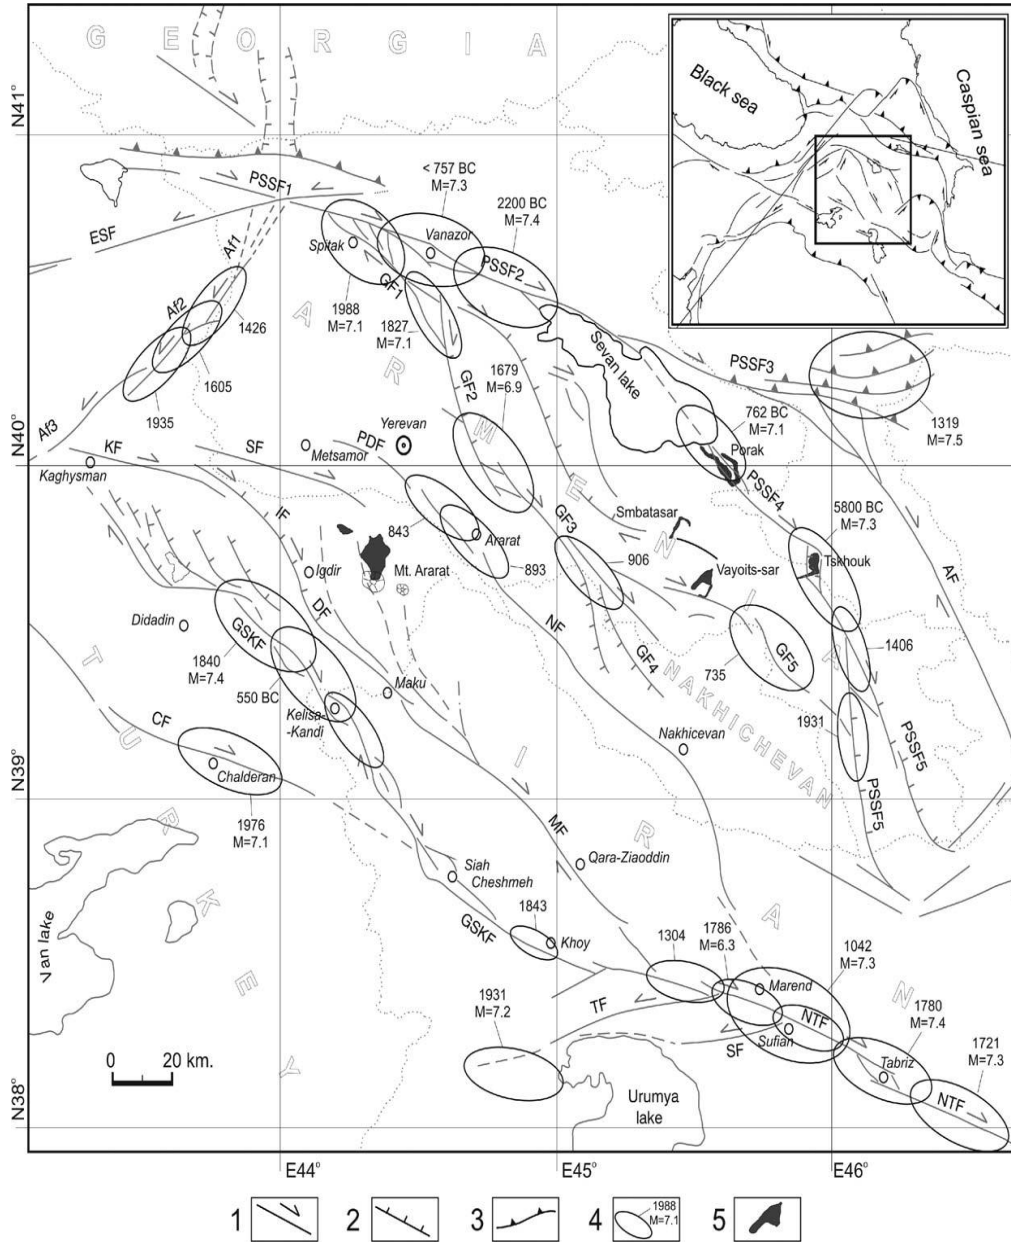 G E O R G I A
Black sea
Caspian sea
N41°
< 757 BC
M=7.3
PSSF1
2200 BC
M=7.4
ESF
Af1
Spitak
Vanazor
PSSF2
GF1
Af2
1988
M=7.1
1827
M=7.1
1426
A R M E N I A
Sevan lake
1679
M=6.9
PSSF3
1605
GF2
1935
762 BC
M=7.1
1319
M=7.5
Af3
Yerevan
N40°
KF
SF
PDF
Metsamor
Porak
Kaghysman
PSSF4
5800 BC
M=7.3
IF
Smbatasar
843
GF3
Ararat
906
Tskhouk
Igdir
Mt. Ararat
893
Vayoits-sar
AF
Didadin
DF
NF
GSKF
GF4
GF5
1406
1840
M=7.4
735
550 BC
Maku
NAKHICHEVAN
Kelisa-
-Kandi
1931
CF
Nakhicevan
PSSF5
T U R K E Y
I R A N
Chalderan
N39°
PSSF5
1976
M=7.1
MF
Siah
Cheshmeh
Qara-Ziaoddin
1843
GSKF
Van lake
Khoy
1304
1786
M=6.3
1042
M=7.3
Marend
1931
M=7.2
TF
NTF
1780
M=7.4
SF
Sufian
1721
M=7.3
0 20 km.
Tabriz
N38°
Urumya
lake
NTF
E44° E45° E46°
1 2 3 4 1988
M=7.1 5